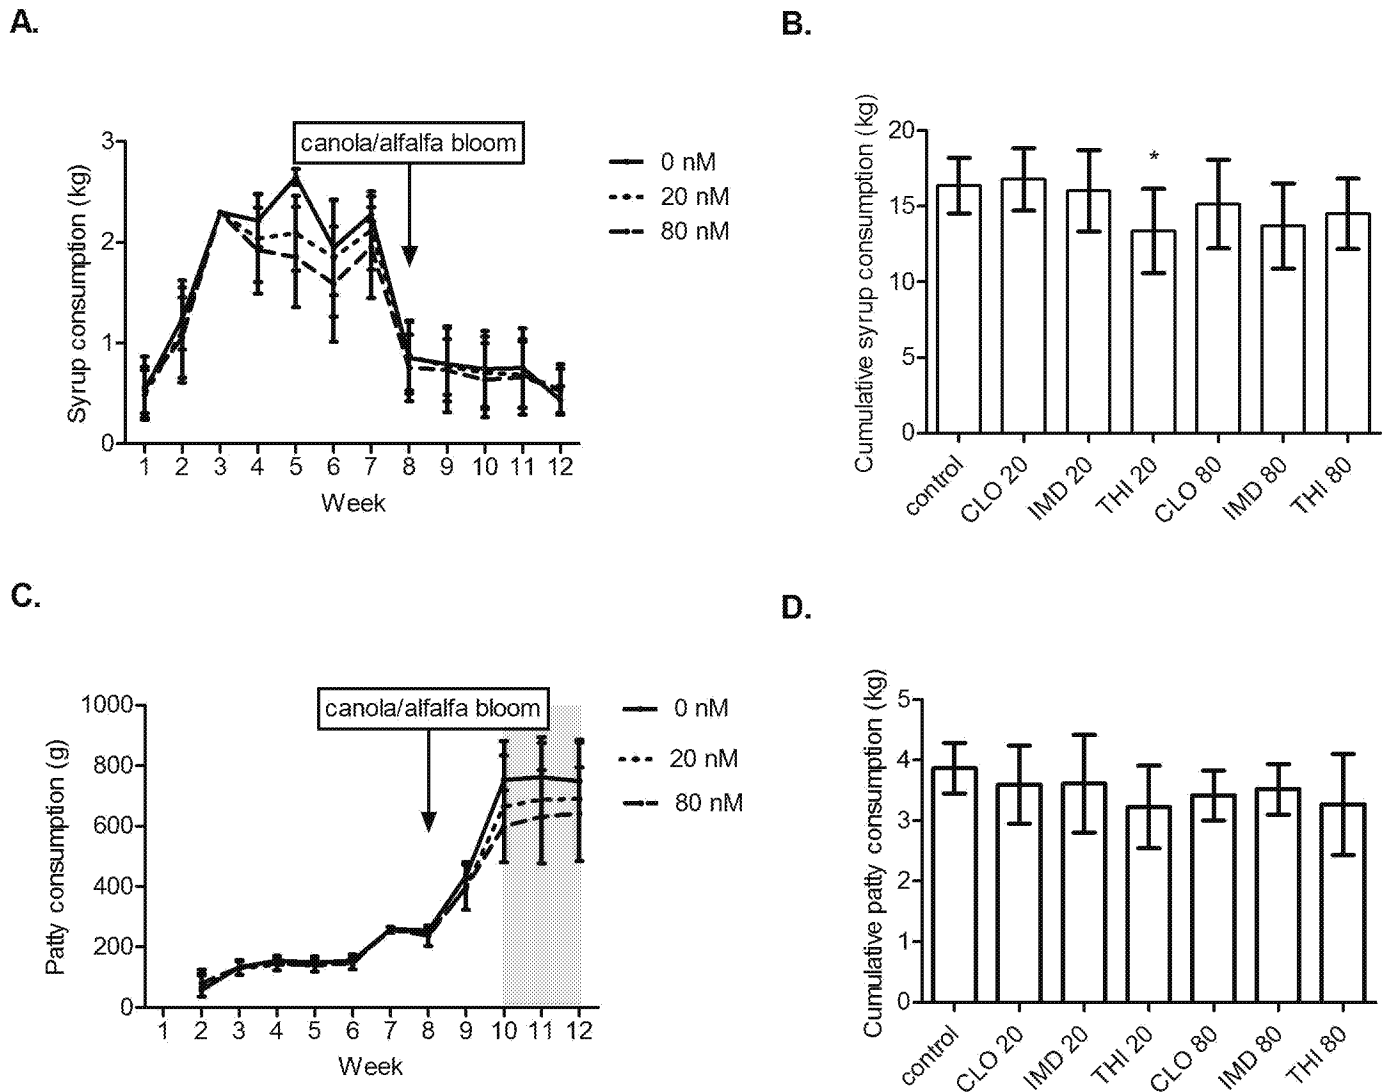 A.
canola/alfalfa bloom
Syrup consumption (kg)
3
2
1
0
1 2 3 4 5 6 7 8 9 10 11 12
Week
0 nM
20 nM
80 nM
B.
Cumulative syrup consumption (kg)
20
15
10
5
0
*
control
CLO 20
IMD 20
THI 20
CLO 80
IMD 80
THI 80
C.
canola/alfalfa bloom
Patty consumption (g)
1000
800
600
400
200
0
1 2 3 4 5 6 7 8 9 10 11 12
Week
0 nM
20 nM
80 nM
D.
Cumulative patty consumption (kg)
5
4
3
2
1
0
control
CLO 20
IMD 20
THI 20
CLO 80
IMD 80
THI 80